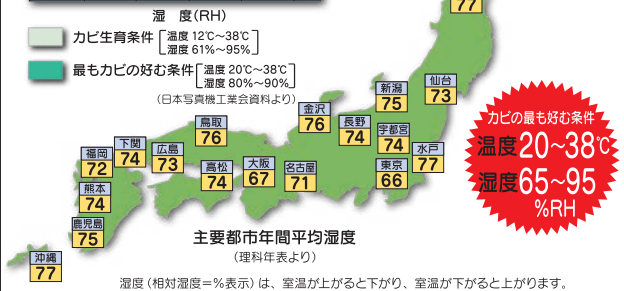 77
湿　度(RH)
カビ生育条件 [温度 12℃〜38℃
湿度 61%〜95%]
最もカビの好む条件 [温度 20℃〜38℃
湿度 80%〜90%]
(日本写真機工業会資料より)
仙台
73
新潟
75
金沢
76
長野
74
宇都宮
74
水戸
77
東京
66
鳥取
76
下関
74
広島
73
福岡
72
高松
74
大阪
67
名古屋
71
熊本
74
鹿児島
75
沖縄
77
カビの最も好む条件
温度20〜38℃
湿度65〜95
%RH
主要都市年間平均湿度
(理科年表より)
湿度(相対湿度=%表示)は、室温が上がると下がり、室温が下がると上がります。